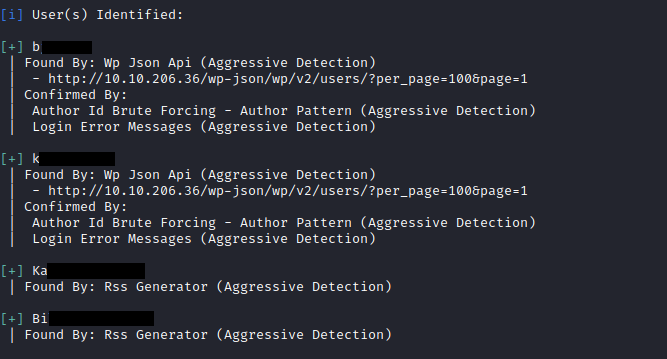 [i] User(s) Identified:
[+] b
| Found By: Wp Json Api (Aggressive Detection)
| - http://10.10.206.36/wp-json/wp/v2/users/?per_page=100&page=1
| Confirmed By:
| Author Id Brute Forcing - Author Pattern (Aggressive Detection)
| Login Error Messages (Aggressive Detection)
[+] k
| Found By: Wp Json Api (Aggressive Detection)
| - http://10.10.206.36/wp-json/wp/v2/users/?per_page=100&page=1
| Confirmed By:
| Author Id Brute Forcing - Author Pattern (Aggressive Detection)
| Login Error Messages (Aggressive Detection)
[+] Ka
| Found By: Rss Generator (Aggressive Detection)
[+] Bi
| Found By: Rss Generator (Aggressive Detection)